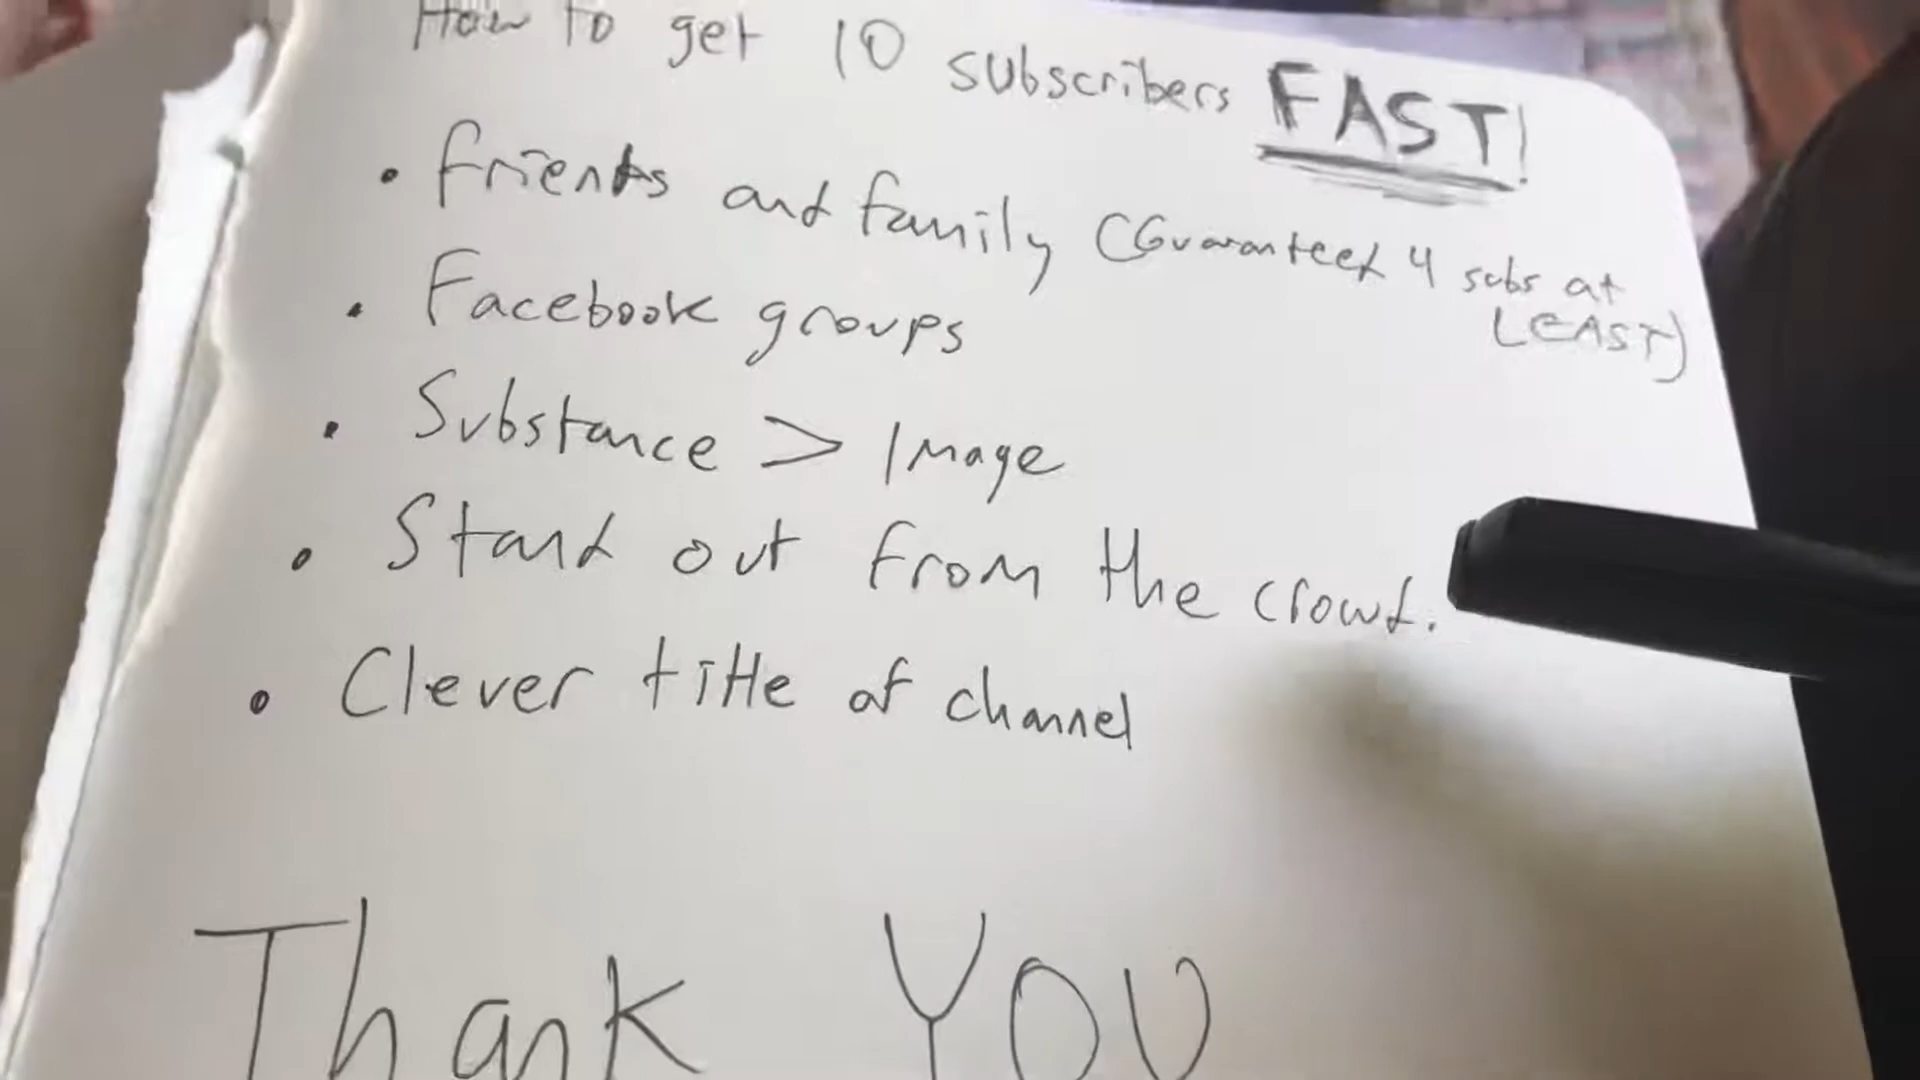 How to get 10 subscribers FAST!
• friends and family (Guaranteed 4 subs at
LEAST)
• Facebook groups
• Substance > Image
• Stand out from the crowd.
• Clever title of channel
Thank YOU